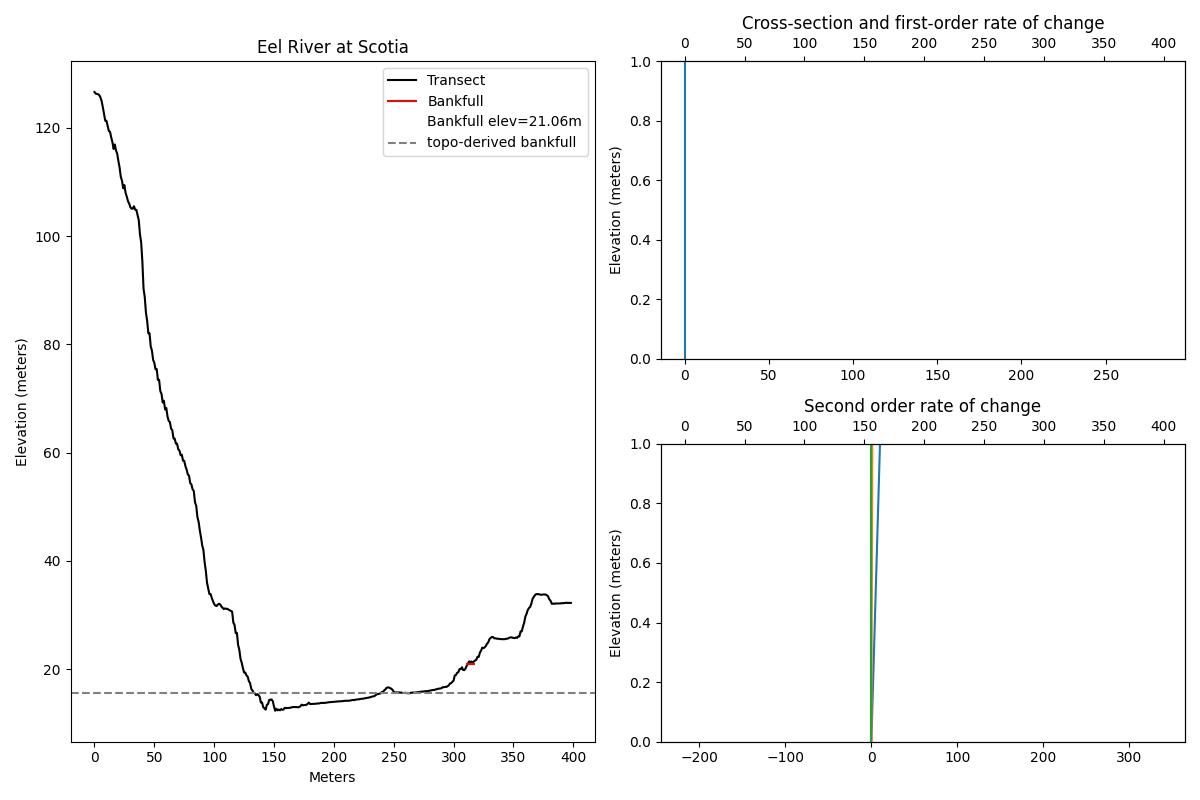 Eel River at Scotia
Transect
Bankfull
Bankfull elev=21.06m
topo-derived bankfull
120
100
80
60
40
20
Elevation (meters)
0 50 100 150 200 250 300 350 400
Meters
Cross-section and first-order rate of change
0 50 100 150 200 250 300 350 400
1.0
0.8
0.6
0.4
0.2
0.0
Elevation (meters)
0 50 100 150 200 250
Second order rate of change
0 50 100 150 200 250 300 350 400
1.0
0.8
0.6
0.4
0.2
0.0
Elevation (meters)
−200 −100 0 100 200 300